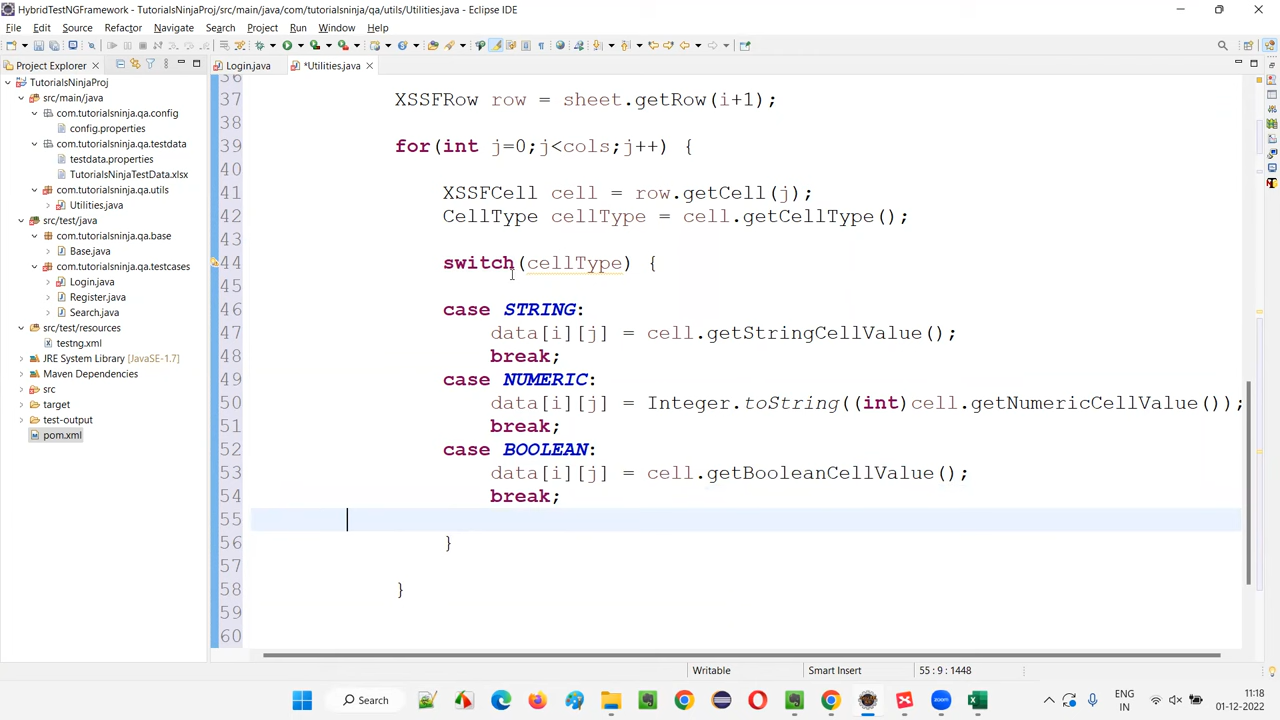 HybridTestNGFramework - TutorialsNinjaProj/src/main/java/com/tutorialsninja/qa/utils/Utilities.java - Eclipse IDE
File Edit Source Refactor Navigate Search Project Run Window Help
Project Explorer
Login.java
*Utilities.java
TutorialsNinjaProj
src/main/java
com.tutorialsninja.qa.config
config.properties
com.tutorialsninja.qa.testdata
testdata.properties
TutorialsNinjaTestData.xlsx
com.tutorialsninja.qa.utils
Utilities.java
src/test/java
com.tutorialsninja.qa.base
Base.java
com.tutorialsninja.qa.testcases
Login.java
Register.java
Search.java
src/test/resources
testng.xml
JRE System Library [JavaSE-1.7]
Maven Dependencies
src
target
test-output
pom.xml
36
37 XSSFRow row = sheet.getRow(i+1);
38
39 for(int j=0;j<cols;j++) {
40
41 XSSFCell cell = row.getCell(j);
42 CellType cellType = cell.getCellType();
43
44 switch(cellType) {
45
46 case STRING:
47 data[i][j] = cell.getStringCellValue();
48 break;
49 case NUMERIC:
50 data[i][j] = Integer.toString((int)cell.getNumericCellValue());
51 break;
52 case BOOLEAN:
53 data[i][j] = cell.getBooleanCellValue();
54 break;
55
56 }
57
58 }
59
60
Writable Smart Insert 55 : 9 : 1448
Search
ENG
IN
11:18
01-12-2022